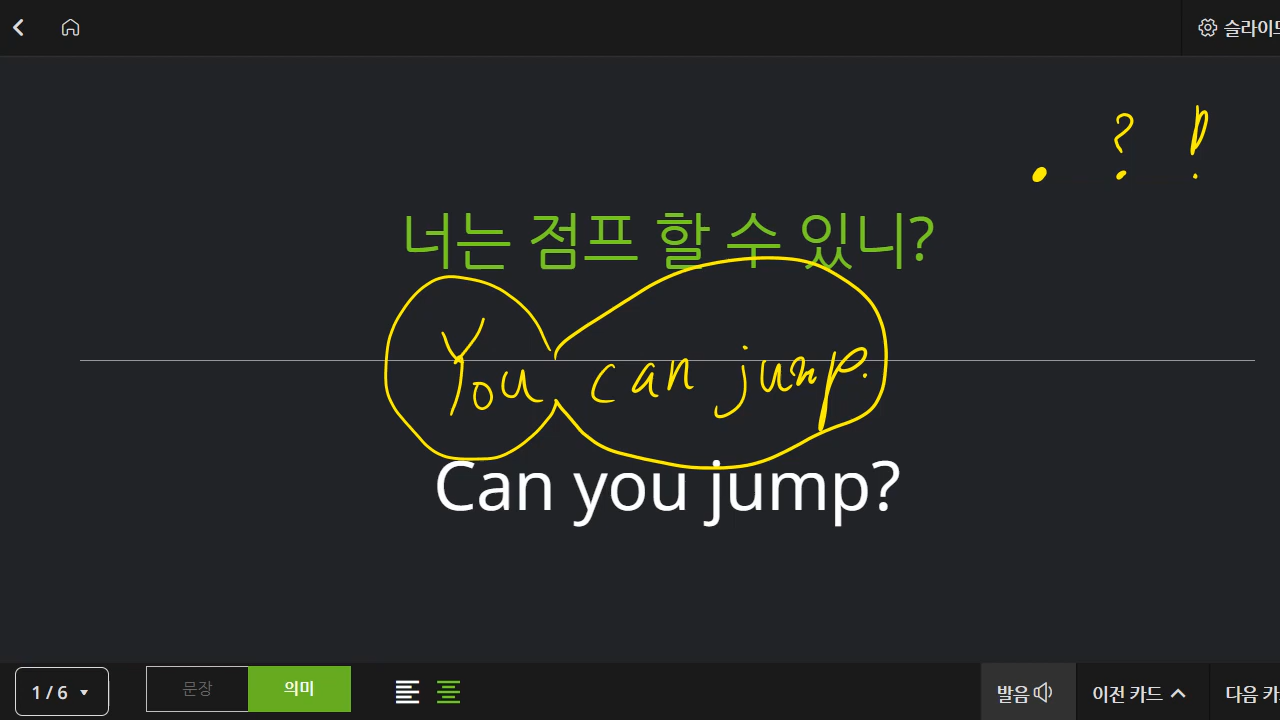 슬라이드
. ? !
너는 점프 할 수 있니?
You can jump.
Can you jump?
1 / 6
문장
의미
발음
이전 카드
다음 카